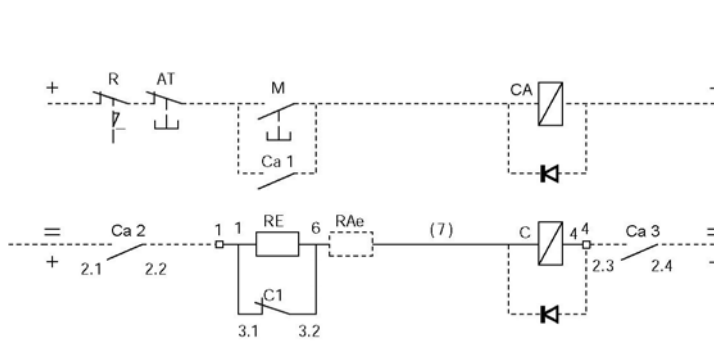 R AT
M
CA
+ −
Ca 1
= Ca 2 1 1 RE 6 RAe (7) C 4 4 Ca 3 =
+ 2.1 2.2 2.3 2.4 −
C1
3.1 3.2